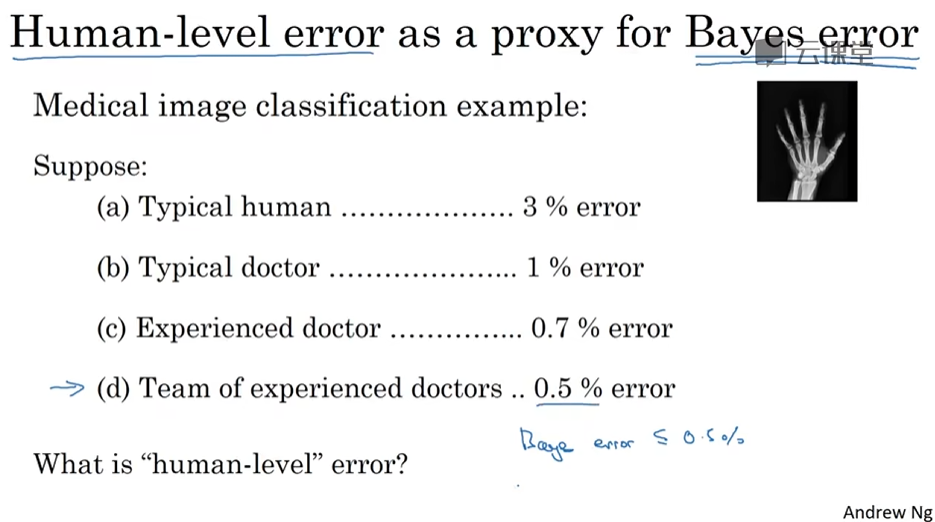 Human-level error as a proxy for Bayes error
云课堂
Medical image classification example:
Suppose:
(a) Typical human ................... 3 % error
(b) Typical doctor ..................... 1 % error
(c) Experienced doctor .............. 0.7 % error
(d) Team of experienced doctors .. 0.5 % error
Baye error ≤ 0.5%
What is “human-level” error?
Andrew Ng